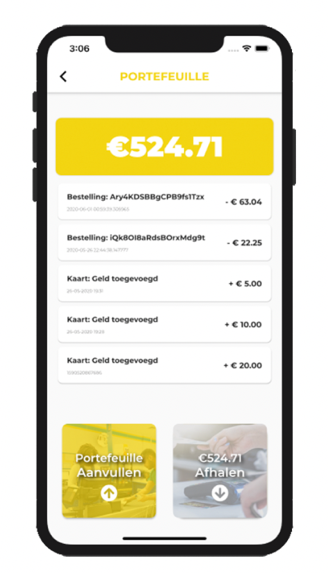 3:06
PORTEFEUILLE
€524.71
Bestelling: Ary4KDSBBgCPB9fs1Tzx
- € 63.04
Bestelling: iQk8OI8aRdsBOrxMdg9t
- € 22.25
Kaart: Geld toegevoegd
+ € 5.00
Kaart: Geld toegevoegd
+ € 10.00
Kaart: Geld toegevoegd
+ € 20.00
Portefeuille
Aanvullen
€524.71
Afhalen